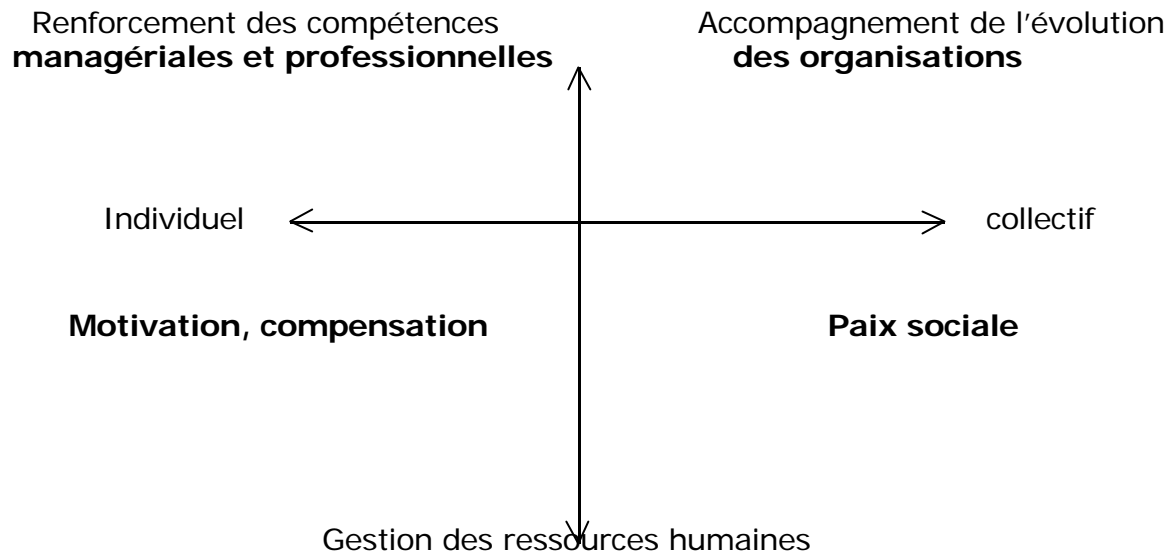 Renforcement des compétences
managériales et professionnelles
Accompagnement de l'évolution
des organisations
Individuel
collectif
Motivation, compensation
Paix sociale
Gestion des ressources humaines